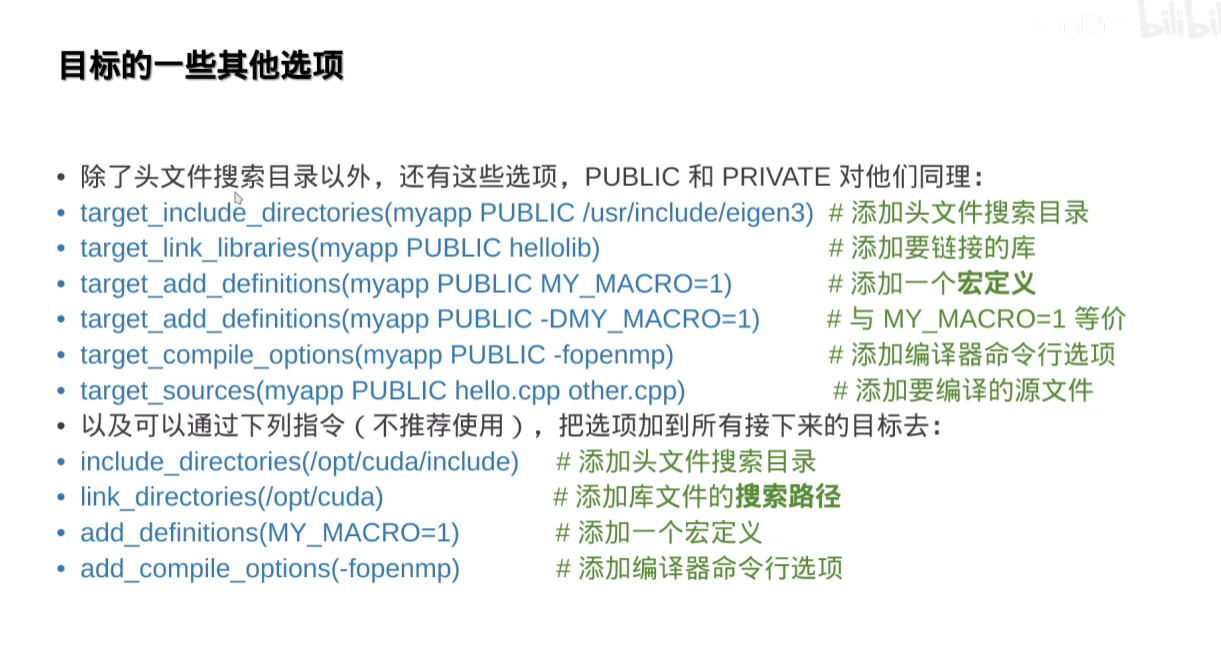 目标的一些其他选项
• 除了头文件搜索目录以外，还有这些选项，PUBLIC 和 PRIVATE 对他们同理：
• target_include_directories(myapp PUBLIC /usr/include/eigen3) # 添加头文件搜索目录
• target_link_libraries(myapp PUBLIC hellolib) # 添加要链接的库
• target_add_definitions(myapp PUBLIC MY_MACRO=1) # 添加一个宏定义
• target_add_definitions(myapp PUBLIC -DMY_MACRO=1) # 与 MY_MACRO=1 等价
• target_compile_options(myapp PUBLIC -fopenmp) # 添加编译器命令行选项
• target_sources(myapp PUBLIC hello.cpp other.cpp) # 添加要编译的源文件
• 以及可以通过下列指令（不推荐使用），把选项加到所有接下来的目标去：
• include_directories(/opt/cuda/include) # 添加头文件搜索目录
• link_directories(/opt/cuda) # 添加库文件的搜索路径
• add_definitions(MY_MACRO=1) # 添加一个宏定义
• add_compile_options(-fopenmp) # 添加编译器命令行选项